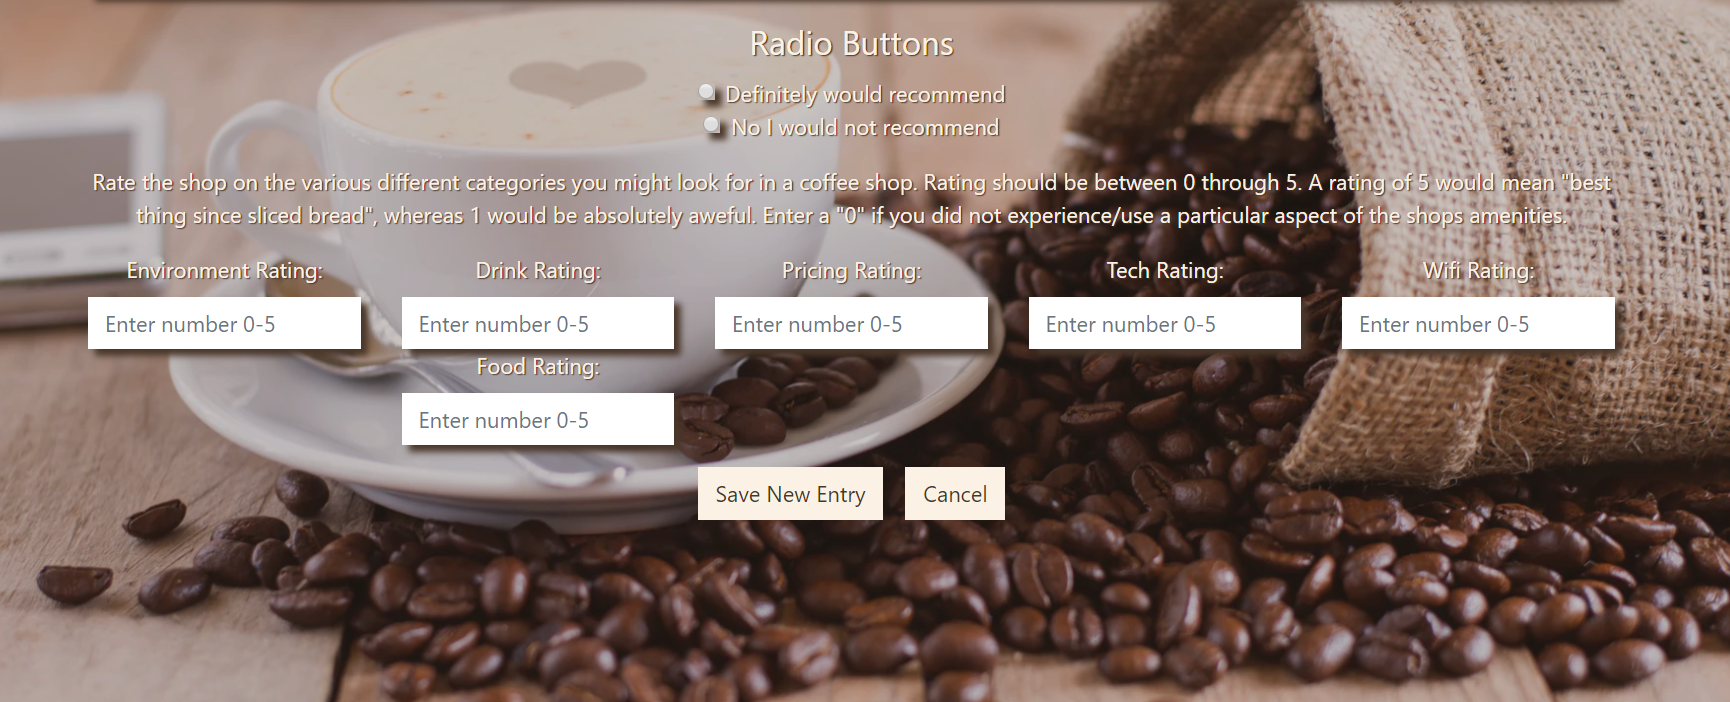 Radio Buttons
Definitely would recommend
No I would not recommend
Rate the shop on the various different categories you might look for in a coffee shop. Rating should be between 0 through 5. A rating of 5 would mean "best
thing since sliced bread", whereas 1 would be absolutely aweful. Enter a "0" if you did not experience/use a particular aspect of the shops amenities.
Environment Rating: Drink Rating: Pricing Rating: Tech Rating: Wifi Rating:
Enter number 0-5 Enter number 0-5 Enter number 0-5 Enter number 0-5 Enter number 0-5
Food Rating:
Enter number 0-5
Save New Entry Cancel